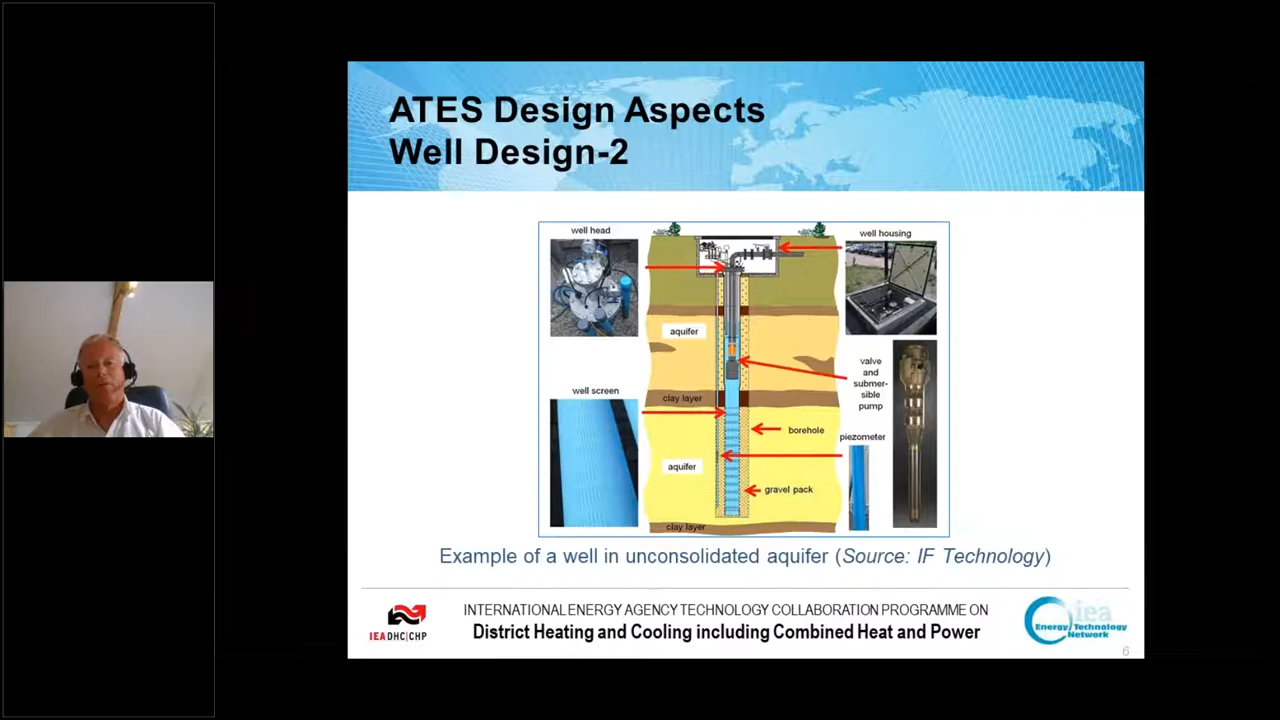 ATES Design Aspects
Well Design-2
well head
well housing
aquifer
valve
and
submer-
sible
pump
well screen
clay layer
borehole
piezometer
aquifer
gravel pack
clay layer
Example of a well in unconsolidated aquifer (Source: IF Technology)
IEA DHC|CHP
INTERNATIONAL ENERGY AGENCY TECHNOLOGY COLLABORATION PROGRAMME ON
District Heating and Cooling including Combined Heat and Power
iea
Energy Technology
Network
6